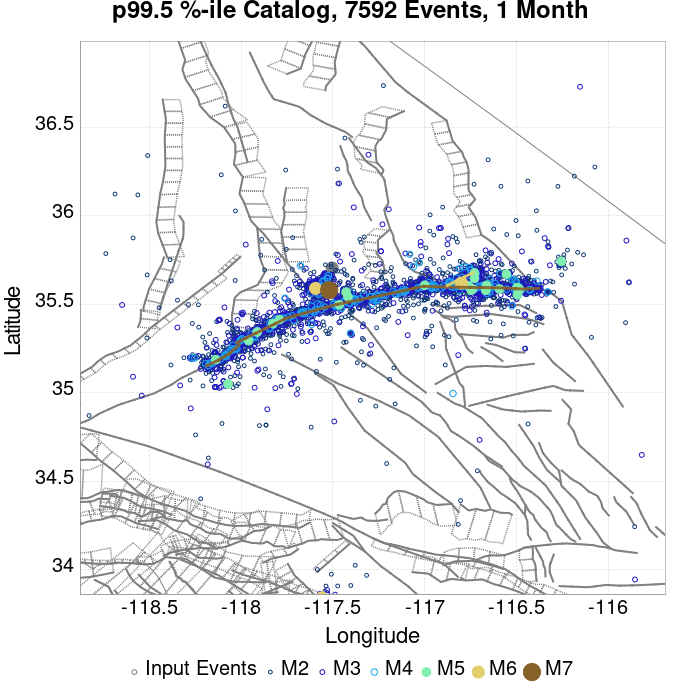 p99.5 %-ile Catalog, 7592 Events, 1 Month
36.5
36
35.5
35
34.5
34
Latitude
-118.5 -118 -117.5 -117 -116.5 -116
Longitude
Input Events M2 M3 M4 M5 M6 M7